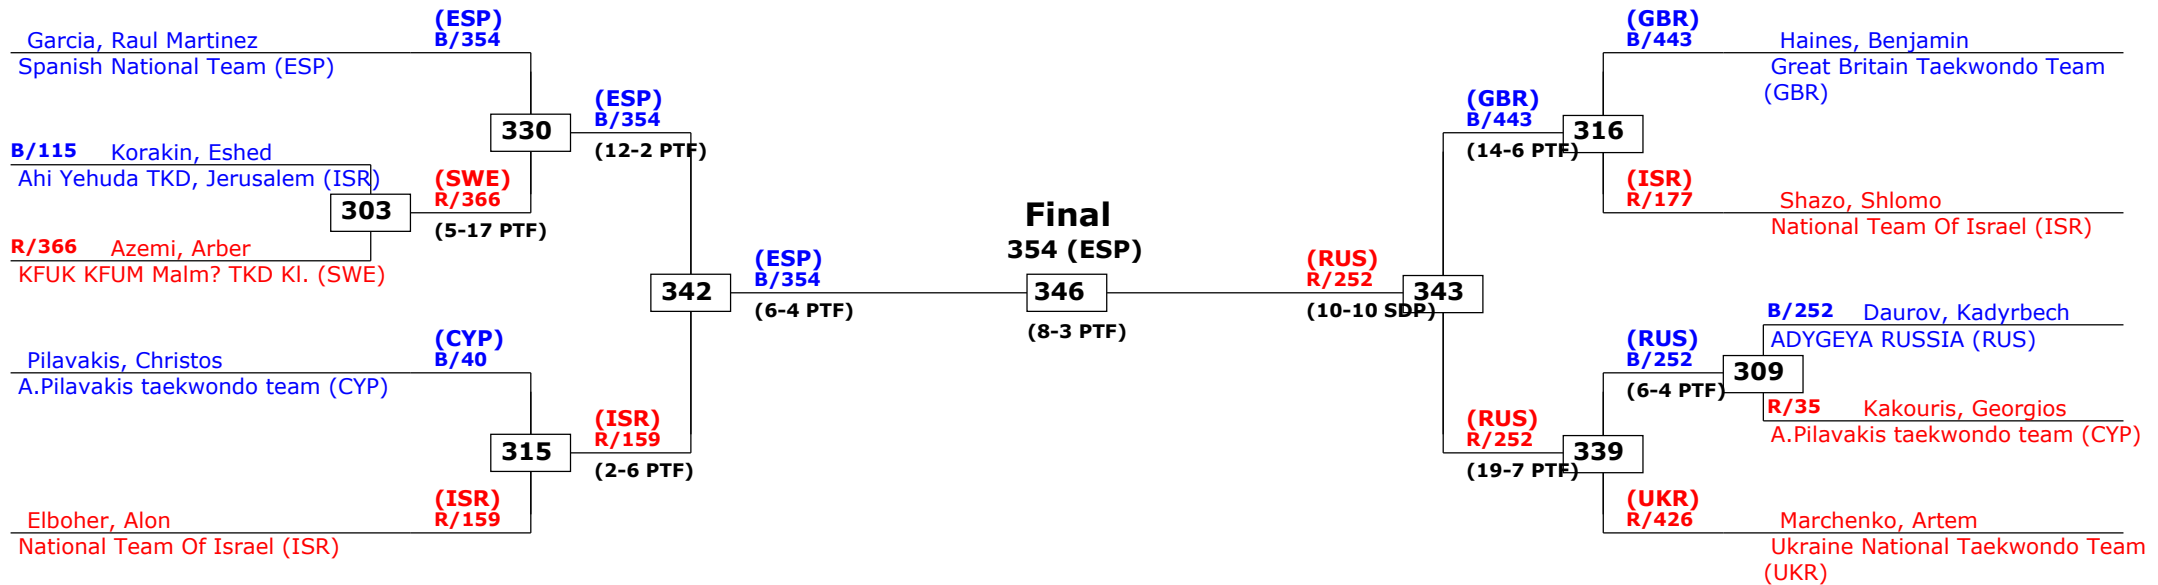 (ESP)
B/354
Garcia, Raul Martinez
Spanish National Team (ESP)
(ESP)
B/354
330
(12-2 PTF)
B/115 Korakin, Eshed
Ahi Yehuda TKD, Jerusalem (ISR)
(SWE)
R/366
303
(5-17 PTF)
R/366 Azemi, Arber
KFUK KFUM Malm? TKD Kl. (SWE)
(ESP)
B/354
342
(6-4 PTF)
(CYP)
B/40
Pilavakis, Christos
A.Pilavakis taekwondo team (CYP)
(ISR)
R/159
315
(2-6 PTF)
(ISR)
R/159
Elboher, Alon
National Team Of Israel (ISR)
Final
354 (ESP)
346
(8-3 PTF)
(GBR)
B/443
Haines, Benjamin
Great Britain Taekwondo Team
(GBR)
(GBR)
B/443
316
(14-6 PTF)
(ISR)
R/177
Shazo, Shlomo
National Team Of Israel (ISR)
(RUS)
R/252
343
(10-10 SDP)
B/252 Daurov, Kadyrbech
ADYGEYA RUSSIA (RUS)
(RUS)
B/252
309
(6-4 PTF)
R/35 Kakouris, Georgios
A.Pilavakis taekwondo team (CYP)
(RUS)
R/252
339
(19-7 PTF)
(UKR)
R/426
Marchenko, Artem
Ukraine National Taekwondo Team
(UKR)